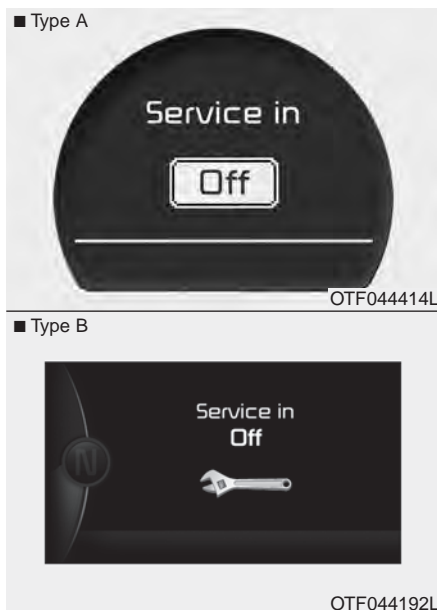 ■ Type A
Service in
Off
OTF044414L
■ Type B
Service in
Off
N
OTF044192L